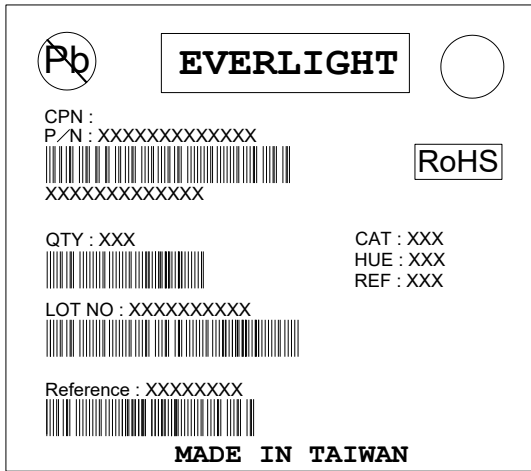 Pb
EVERLIGHT
CPN :
P/N : XXXXXXXXXXXXX
RoHS
XXXXXXXXXXXXX
QTY : XXX
CAT : XXX
HUE : XXX
REF : XXX
LOT NO : XXXXXXXXXX
Reference : XXXXXXXX
MADE IN TAIWAN